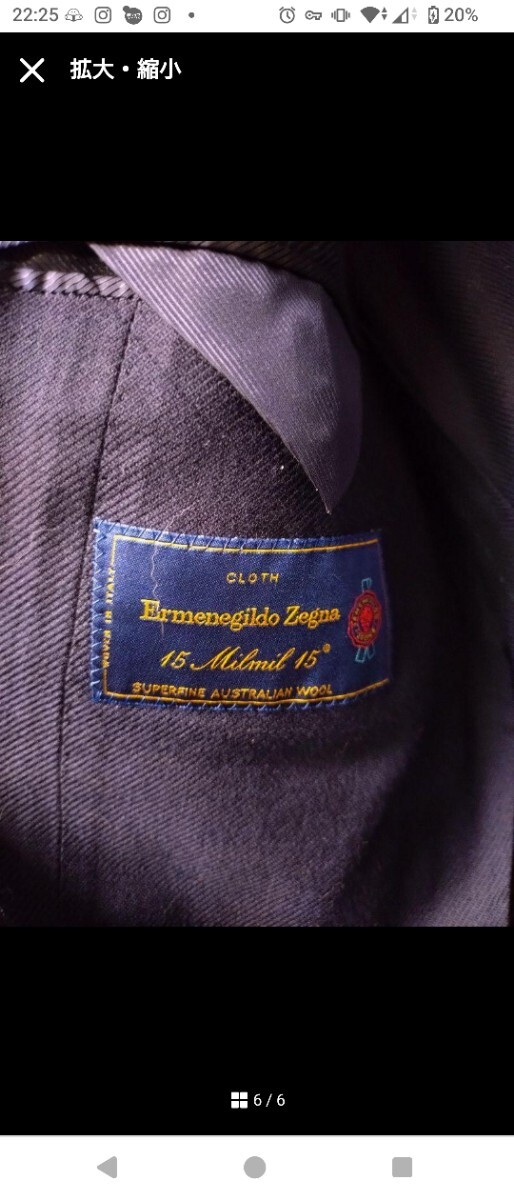 22:25
20%
拡大・縮小
CLOTH
Ermenegildo Zegna
15 Milmil 15®
SUPERFINE AUSTRALIAN WOOL
WOVEN IN ITALY
6 / 6